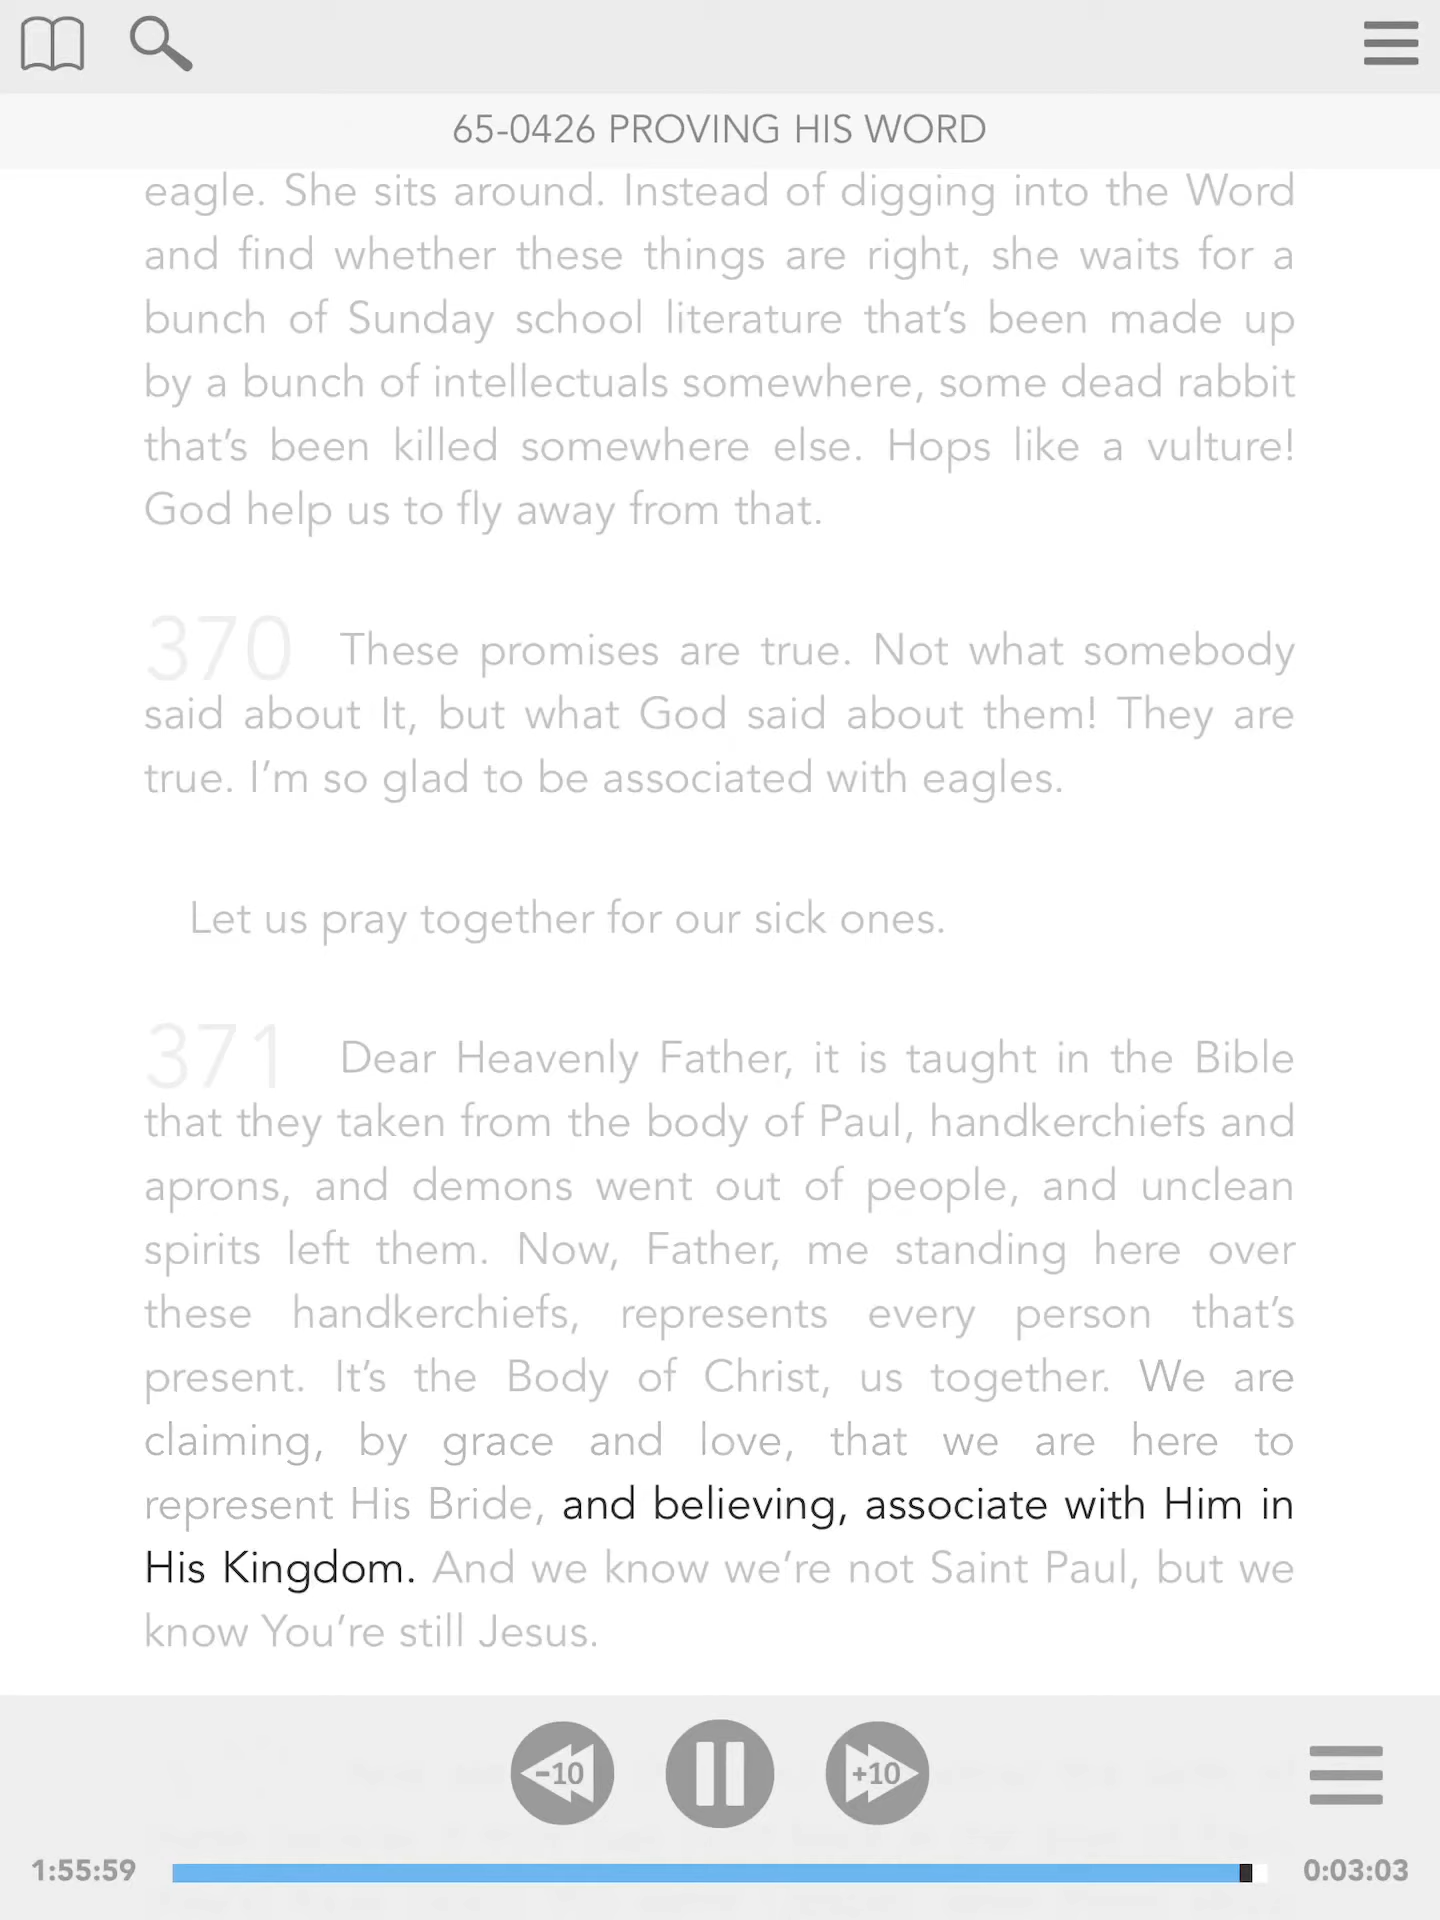 65-0426 PROVING HIS WORD
eagle. She sits around. Instead of digging into the Word
and find whether these things are right, she waits for a
bunch of Sunday school literature that’s been made up
by a bunch of intellectuals somewhere, some dead rabbit
that’s been killed somewhere else. Hops like a vulture!
God help us to fly away from that.
370 These promises are true. Not what somebody
said about It, but what God said about them! They are
true. I’m so glad to be associated with eagles.
Let us pray together for our sick ones.
371 Dear Heavenly Father, it is taught in the Bible
that they taken from the body of Paul, handkerchiefs and
aprons, and demons went out of people, and unclean
spirits left them. Now, Father, me standing here over
these handkerchiefs, represents every person that’s
present. It’s the Body of Christ, us together. We are
claiming, by grace and love, that we are here to
represent His Bride, and believing, associate with Him in
His Kingdom. And we know we’re not Saint Paul, but we
know You’re still Jesus.
-10 +10
1:55:59 0:03:03